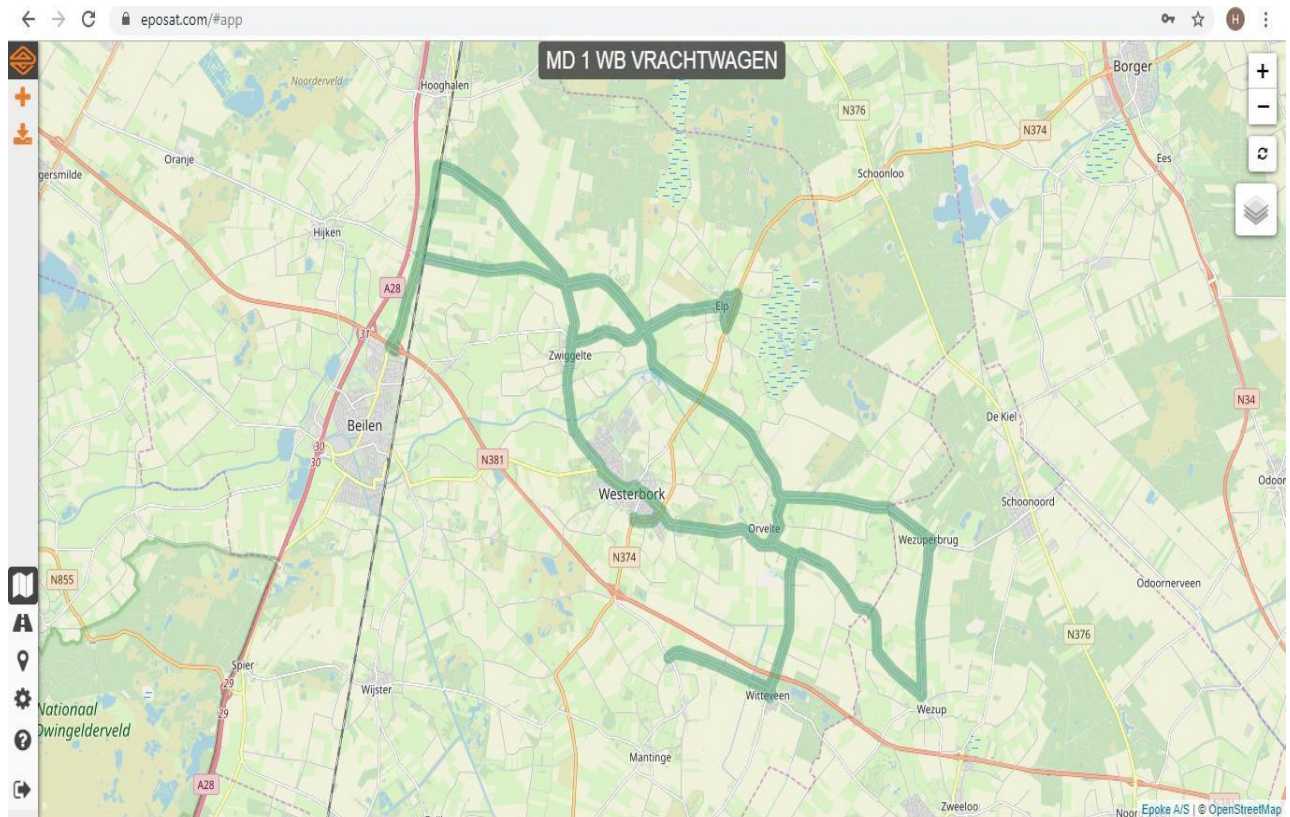 eposat.com/#app
H
MD 1 WB VRACHTWAGEN
Borger
Noorderveld
Hooghalen
+
−
N376
N374
Oranje
Ees
gersmilde
Schoonloo
Hijken
A28
Elp
31
Zwiggelte
N34
De Kiel
Beilen
30
30
N381
Odoor
Westerbork
Schoonoord
Orvelte
Wezuperbrug
N374
N855
Odoornerveen
N376
Spier
29
Wijster
Witteveen
29
Wezup
Nationaal
Dwingelderveld
Mantinge
A28
Zweeloo
Noor
Epoke A/S | © OpenStreetMap